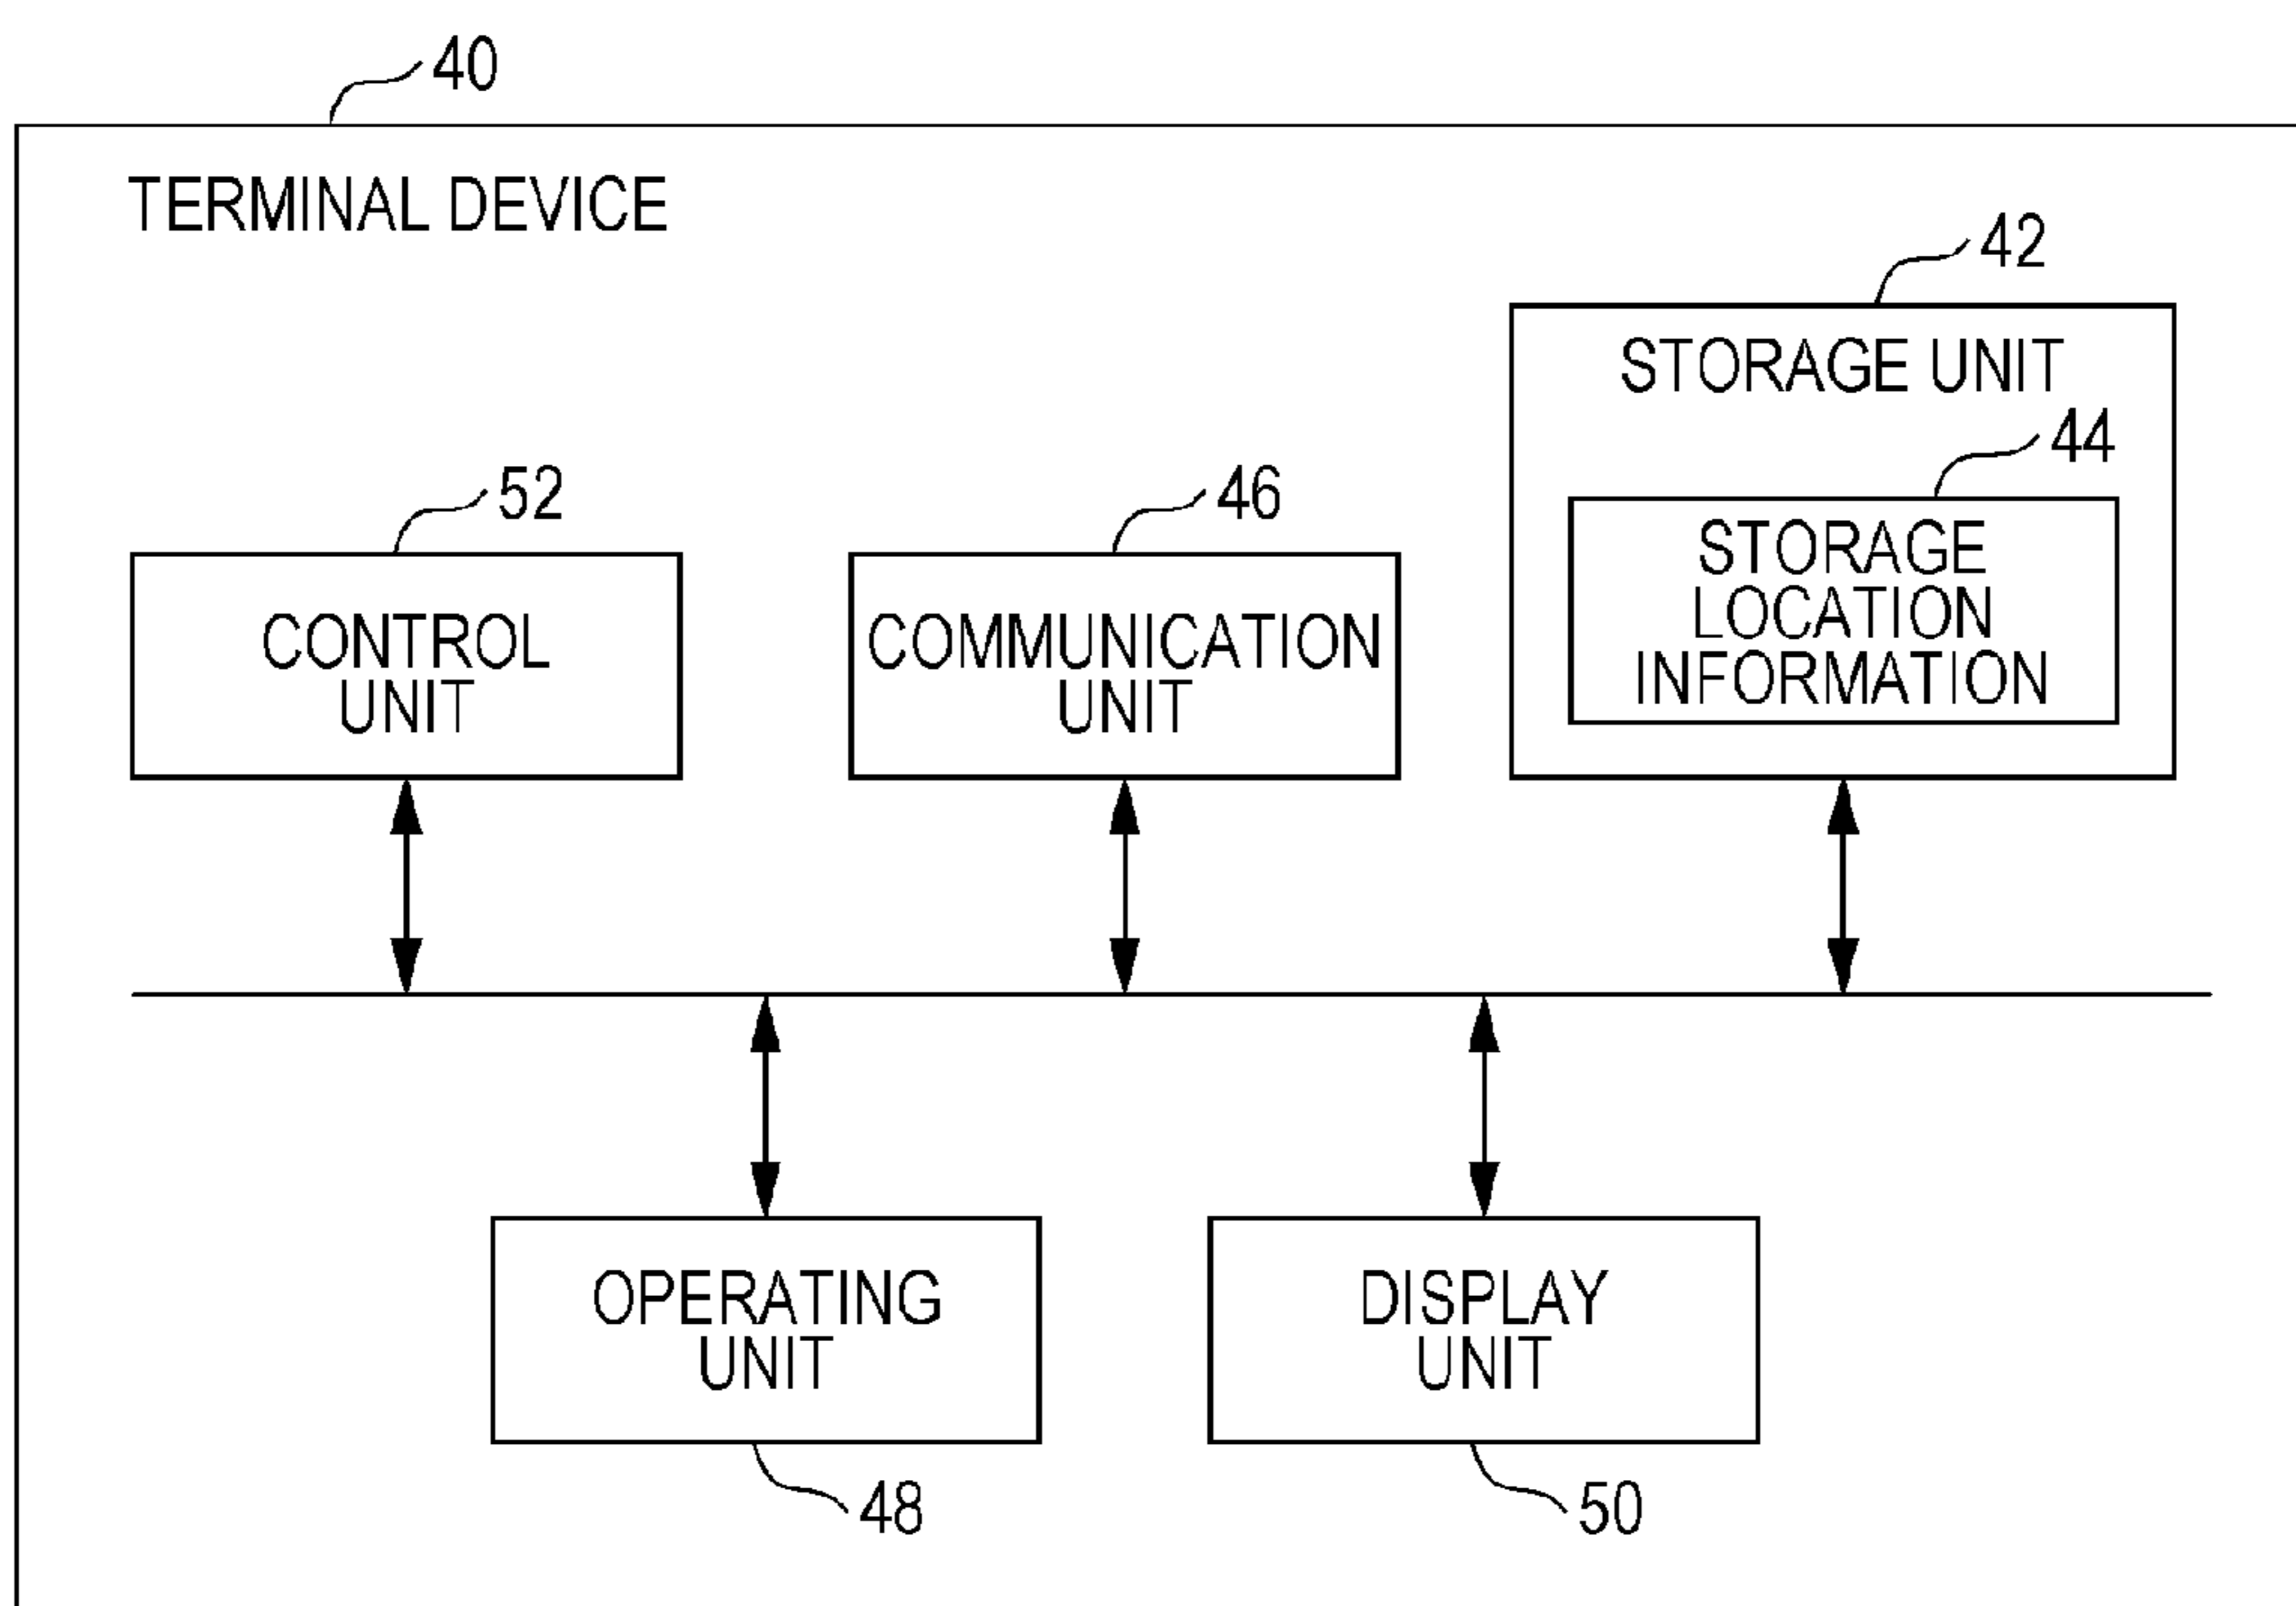 40
TERMINAL DEVICE
42
STORAGE UNIT
44
STORAGE
LOCATION
INFORMATION
52
CONTROL
UNIT
46
COMMUNICATION
UNIT
OPERATING
UNIT
48
DISPLAY
UNIT
50